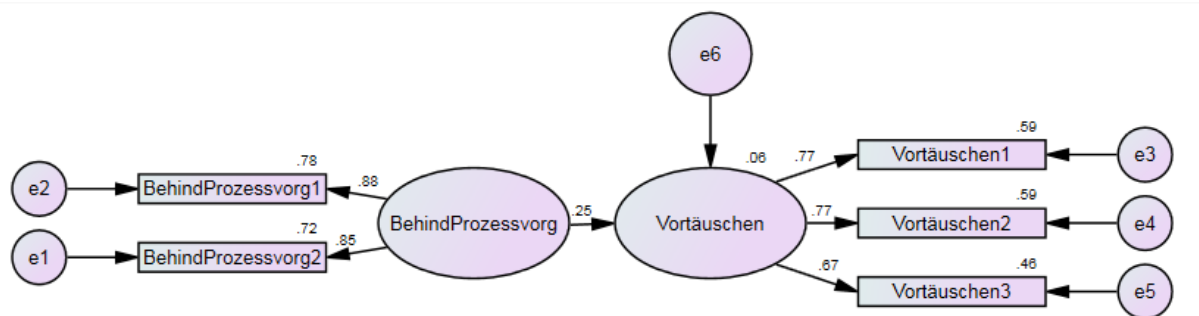 e6
.59
.78
.06
.77
Vortäuschen1
e3
e2
BehindProzessvorg1
.88
.59
BehindProzessvorg
.25
Vortäuschen
.77
Vortäuschen2
e4
.72
.85
e1
BehindProzessvorg2
.67
.46
Vortäuschen3
e5